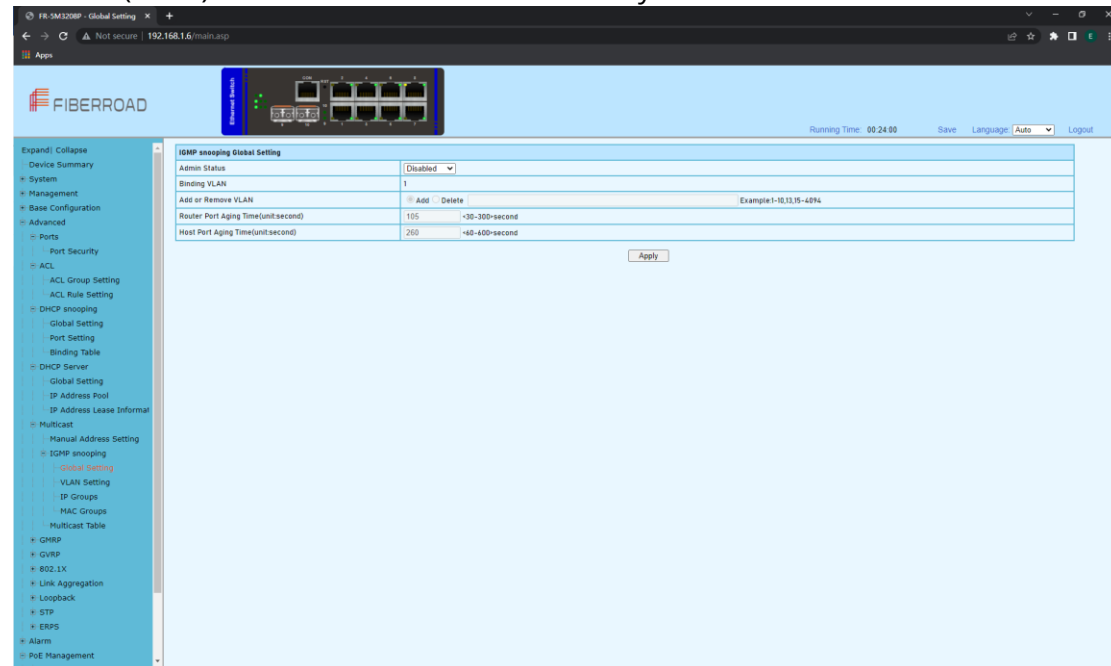 FR-5M3208P - Global Setting
Not secure | 192.168.1.6/main.asp
E
Apps
FIBERROAD
Ethernet Switch
Running Time: 00:24:00 Save Language: Auto Logout
Expand| Collapse
Device Summary
System
Management
Base Configuration
Advanced
Ports
Port Security
ACL
ACL Group Setting
ACL Rule Setting
DHCP snooping
Global Setting
Port Setting
Binding Table
DHCP Server
Global Setting
IP Address Pool
IP Address Lease Informat
Multicast
Manual Address Setting
IGMP snooping
Global Setting
VLAN Setting
IP Groups
MAC Groups
Multicast Table
GMRP
GVRP
802.1X
Link Aggregation
Loopback
STP
ERPS
Alarm
PoE Management
IGMP snooping Global Setting
Admin Status Disabled
Binding VLAN 1
Add or Remove VLAN Add Delete Example:1-10,13,15-4094
Router Port Aging Time(unit:second) 105 <30-300>second
Host Port Aging Time(unit:second) 260 <60-600>second
Apply